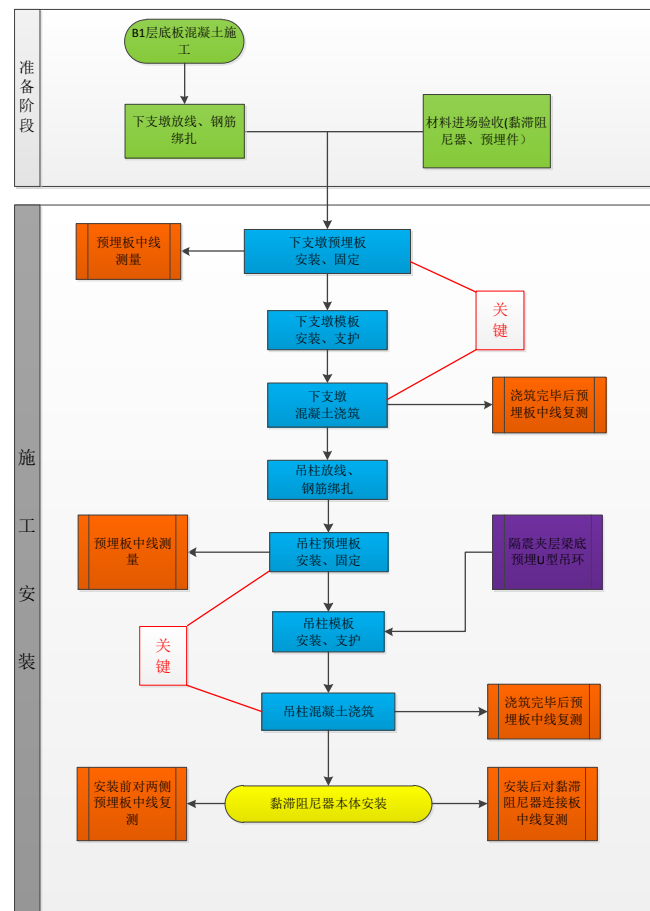 准
备
阶
段
B1层底板混凝土施
工
下支墩放线、钢筋
绑扎
材料进场验收(黏滞阻
尼器、预埋件）
施
工
安
装
预埋板中线
测量
下支墩预埋板
安装、固定
关
键
下支墩模板
安装、支护
下支墩
混凝土浇筑
浇筑完毕后预
埋板中线复测
吊柱放线、
钢筋绑扎
预埋板中线测
量
吊柱预埋板
安装、固定
隔震夹层梁底
预埋U型吊环
吊柱模板
安装、支护
关
键
吊柱混凝土浇筑
浇筑完毕后预
埋板中线复测
安装前对两侧
预埋板中线复
测
黏滞阻尼器本体安装
安装后对黏滞
阻尼器连接板
中线复测